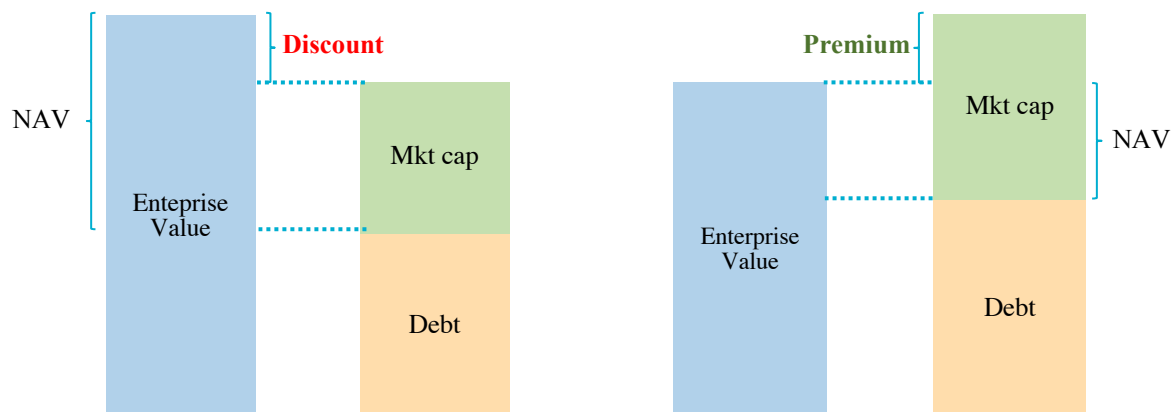 Discount
NAV
Mkt cap
Enteprise
Value
Debt
Premium
Mkt cap
NAV
Enterprise
Value
Debt